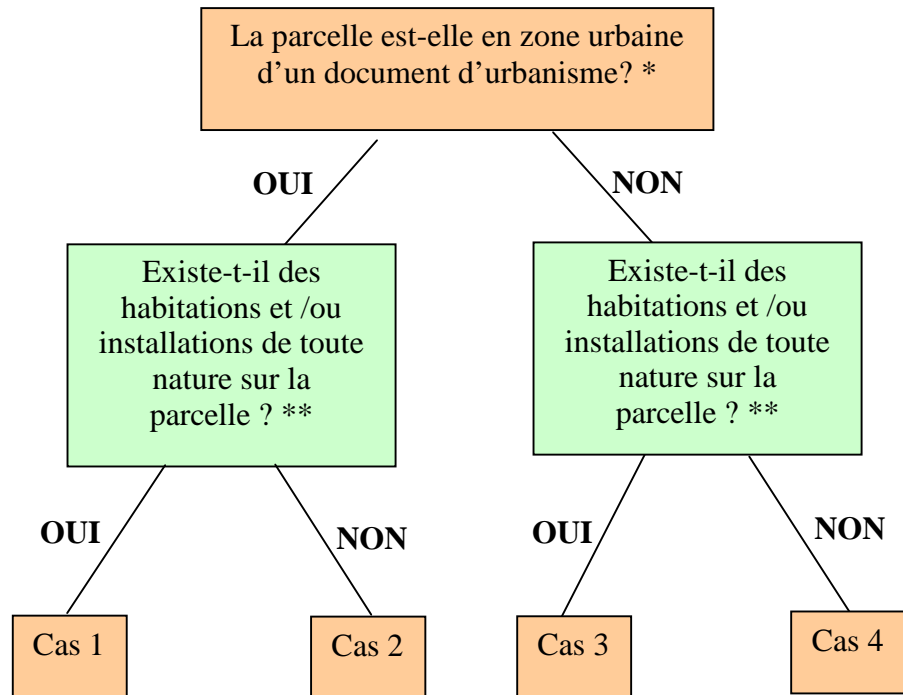 La parcelle est-elle en zone urbaine
d’un document d’urbanisme? *
OUI
NON
Existe-t-il des
habitations et /ou
installations de toute
nature sur la
parcelle ? **
Existe-t-il des
habitations et /ou
installations de toute
nature sur la
parcelle ? **
OUI
NON
OUI
NON
Cas 1
Cas 2
Cas 3
Cas 4